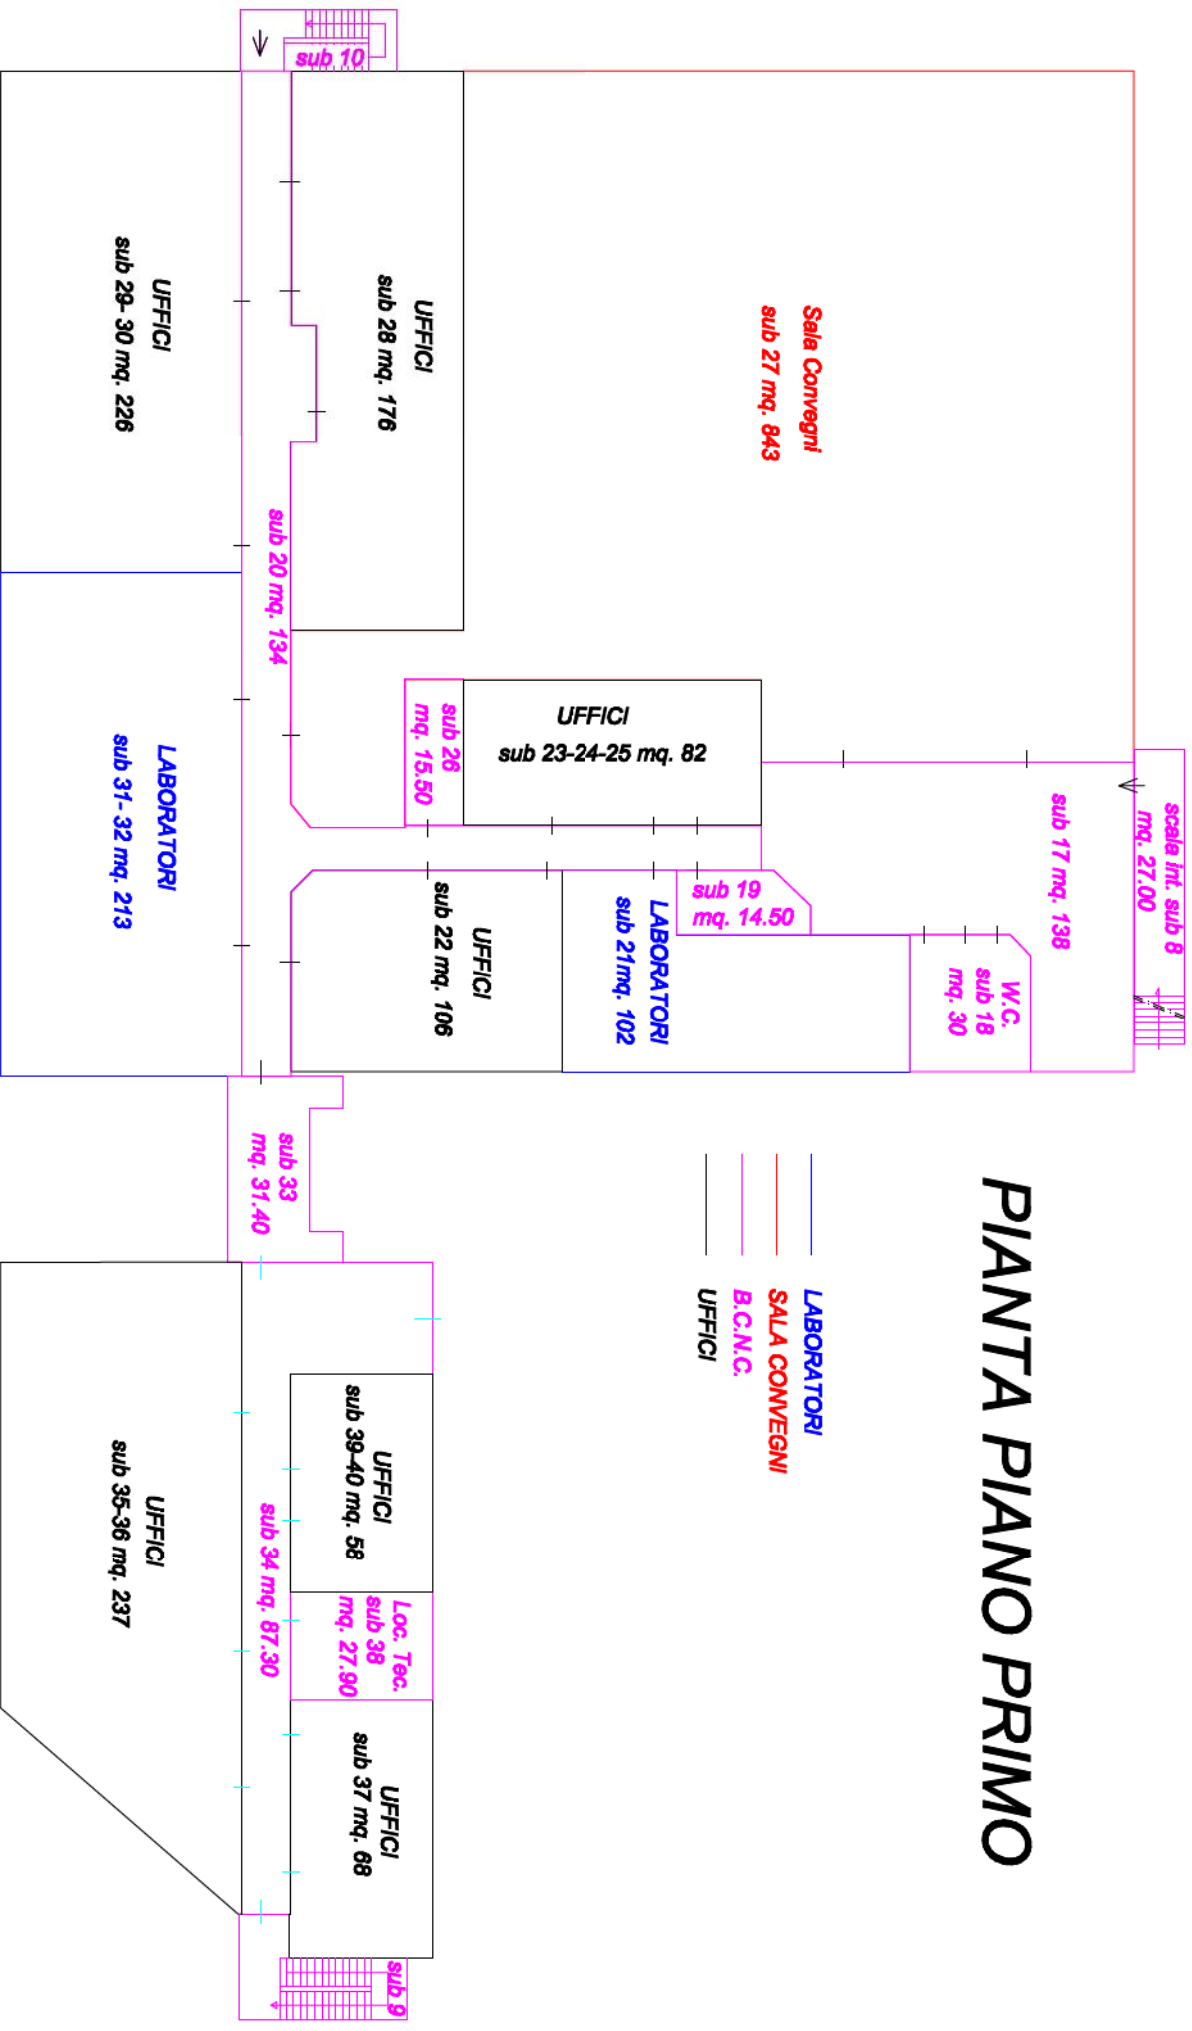 PIANTA PIANO PRIMO
scala int. sub 8
mq. 27.00
sub 17 mq. 138
W.C.
sub 18
mq. 30
Sala Convegni
sub 27 mq. 843
sub 19
mq. 14.50
LABORATORI
sub 21mq. 102
UFFICI
sub 23-24-25 mq. 82
UFFICI
sub 22 mq. 106
sub 26
mq. 15.50
UFFICI
sub 28 mq. 176
sub 10
sub 20 mq. 134
UFFICI
sub 29- 30 mq. 226
LABORATORI
sub 31- 32 mq. 213
LABORATORI
SALA CONVEGNI
B.C.N.C.
UFFICI
sub 33
mq. 31.40
UFFICI
sub 39-40 mq. 58
Loc. Tec.
sub 38
mq. 27.90
UFFICI
sub 37 mq. 68
sub 9
sub 34 mq. 87.30
UFFICI
sub 35-36 mq. 237